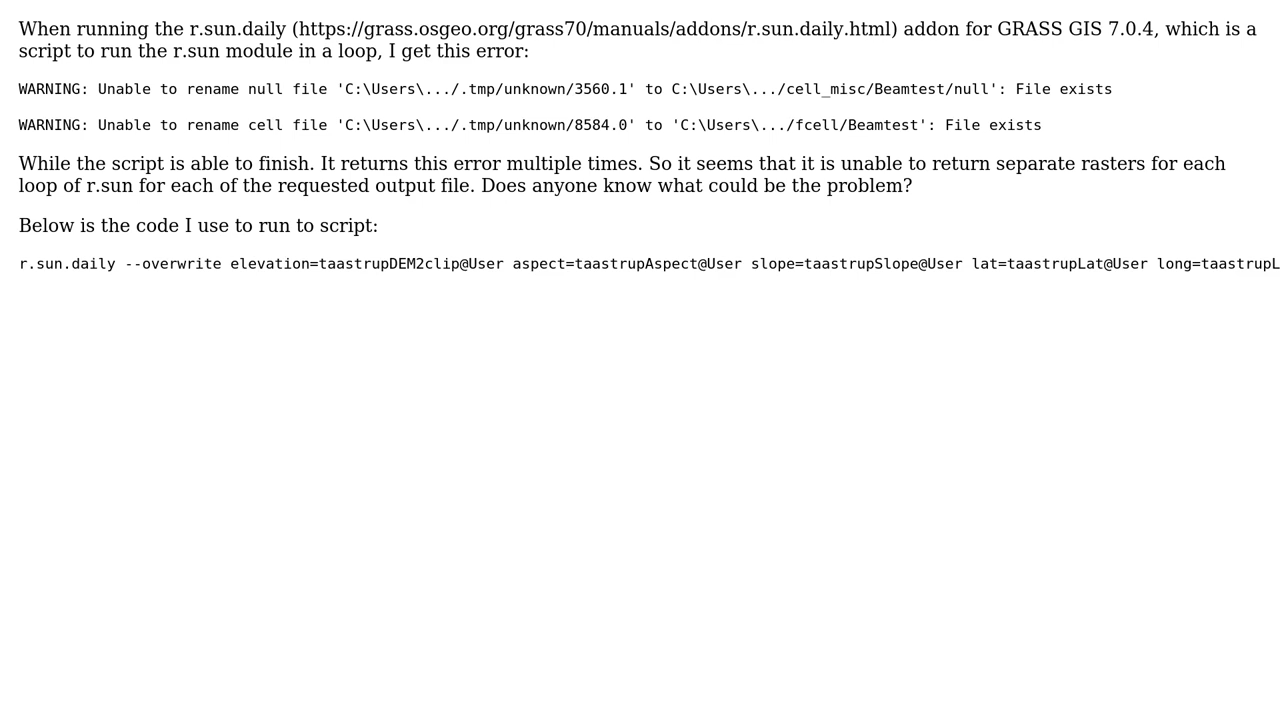 When running the r.sun.daily (https://grass.osgeo.org/grass70/manuals/addons/r.sun.daily.html) addon for GRASS GIS 7.0.4, which is a
script to run the r.sun module in a loop, I get this error:
WARNING: Unable to rename null file 'C:\Users\.../.tmp/unknown/3560.1' to C:\Users\.../cell_misc/Beamtest/null': File exists
WARNING: Unable to rename cell file 'C:\Users\.../.tmp/unknown/8584.0' to 'C:\Users\.../fcell/Beamtest': File exists
While the script is able to finish. It returns this error multiple times. So it seems that it is unable to return separate rasters for each
loop of r.sun for each of the requested output file. Does anyone know what could be the problem?
Below is the code I use to run to script:
r.sun.daily --overwrite elevation=taastrupDEM2clip@User aspect=taastrupAspect@User slope=taastrupSlope@User lat=taastrupLat@User long=taastrupL